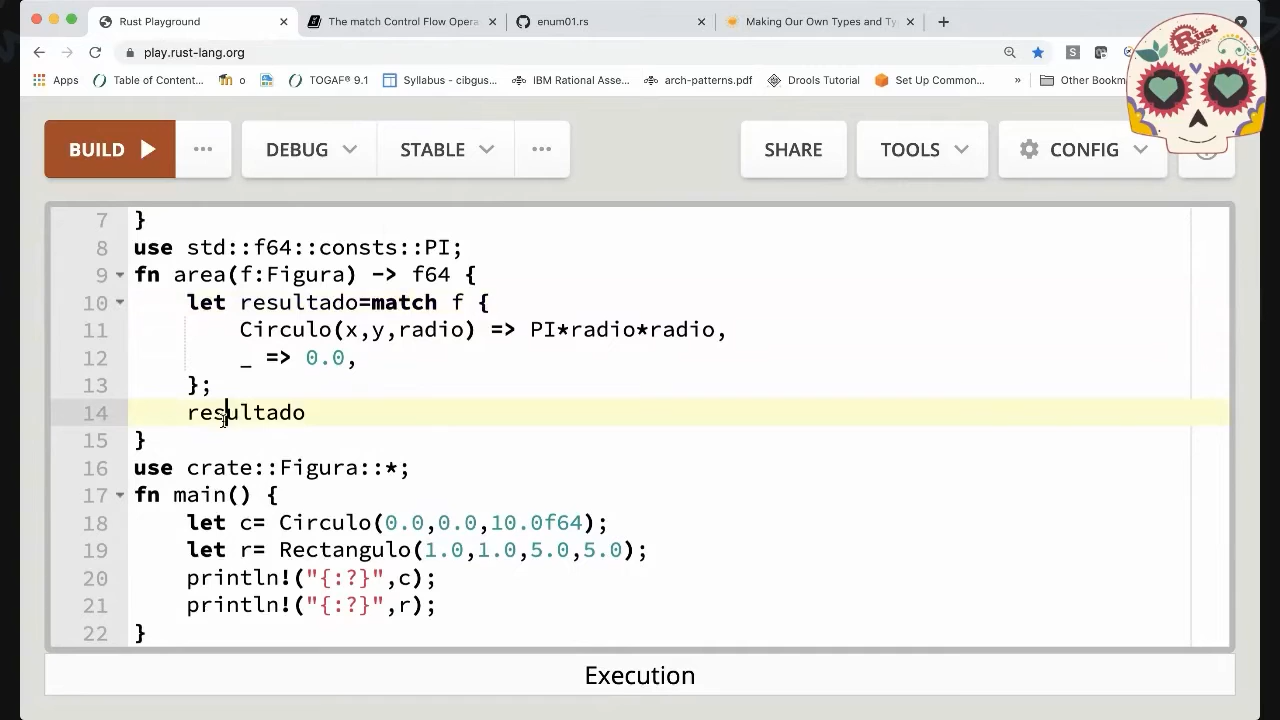 Rust Playground
The match Control Flow Opera
enum01.rs
Making Our Own Types and Ty
play.rust-lang.org
S
Apps
Table of Content...
o
TOGAF® 9.1
Syllabus - cibgus...
IBM Rational Asse...
arch-patterns.pdf
Drools Tutorial
Set Up Common...
»
Other Bookm
Rust
BUILD
...
DEBUG
STABLE
...
SHARE
TOOLS
CONFIG
7 }
8 use std::f64::consts::PI;
9 fn area(f:Figura) -> f64 {
10 let resultado=match f {
11 Circulo(x,y,radio) => PI*radio*radio,
12 _ => 0.0,
13 };
14 resultado
15 }
16 use crate::Figura::*;
17 fn main() {
18 let c= Circulo(0.0,0.0,10.0f64);
19 let r= Rectangulo(1.0,1.0,5.0,5.0);
20 println!("{:?}",c);
21 println!("{:?}",r);
22 }
Execution